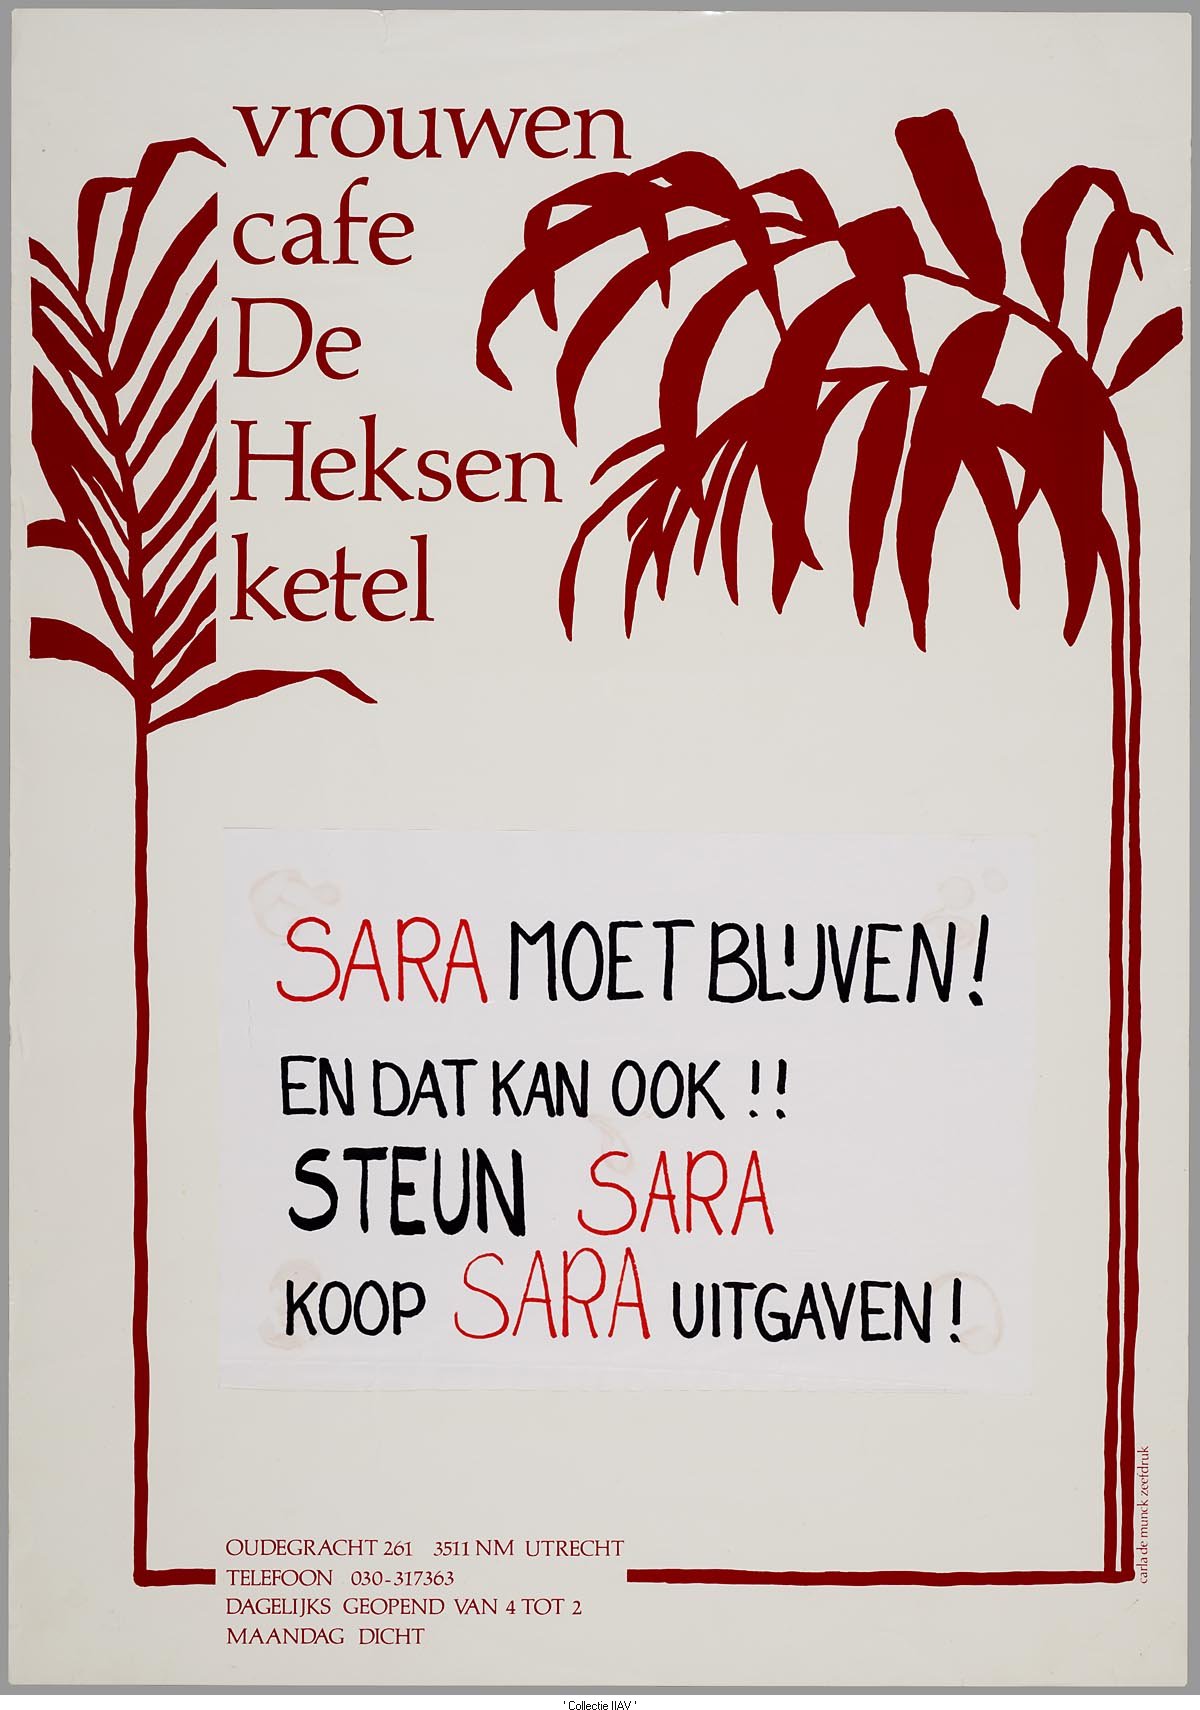 vrouwen
cafe
De
Heksen
ketel
SARA MOET BLIJVEN!
EN DAT KAN OOK !!
STEUN SARA
KOOP SARA UITGAVEN!
OUDEGRACHT 261 3511 NM UTRECHT
TELEFOON 030-317363
DAGELIJKS GEOPEND VAN 4 TOT 2
MAANDAG DICHT
carla de munck zeefdruk
' Collectie IIAV '